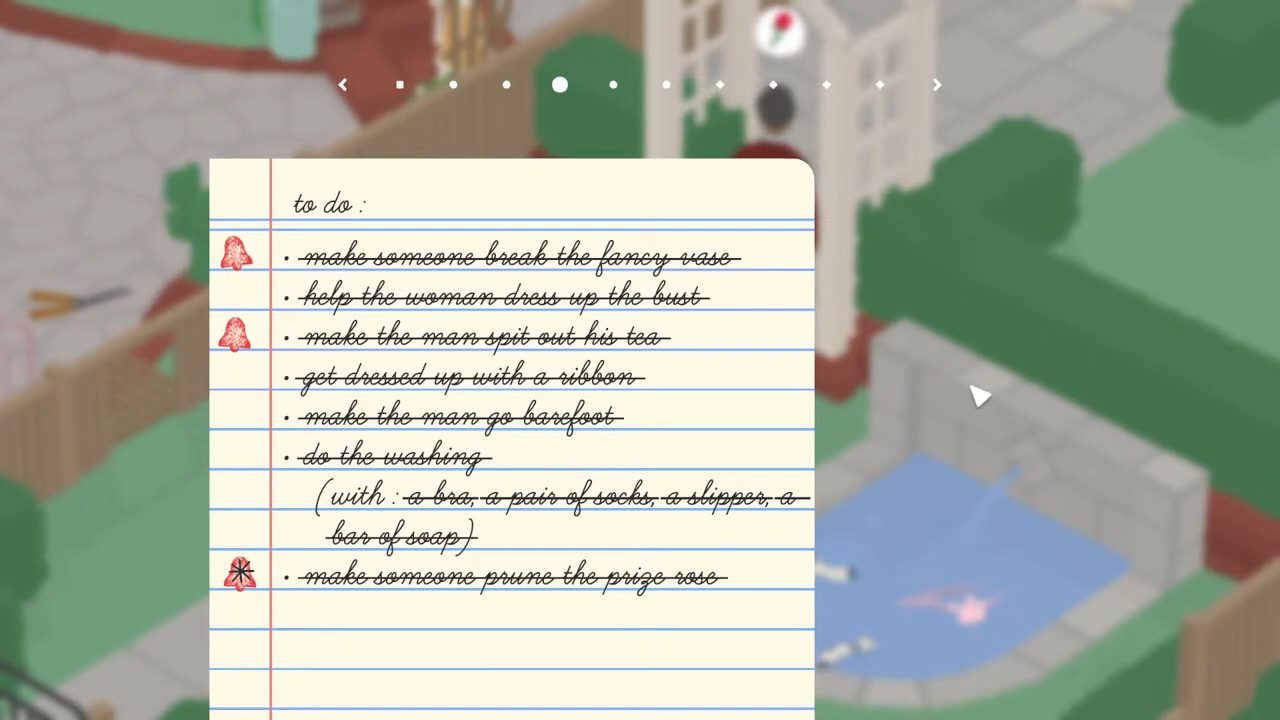 to do :
• make someone break the fancy vase
• help the woman dress up the bust
• make the man spit out his tea
• get dressed up with a ribbon
• make the man go barefoot
• do the washing
(with : a bra, a pair of socks, a slipper, a
bar of soap)
• make someone prune the prize rose